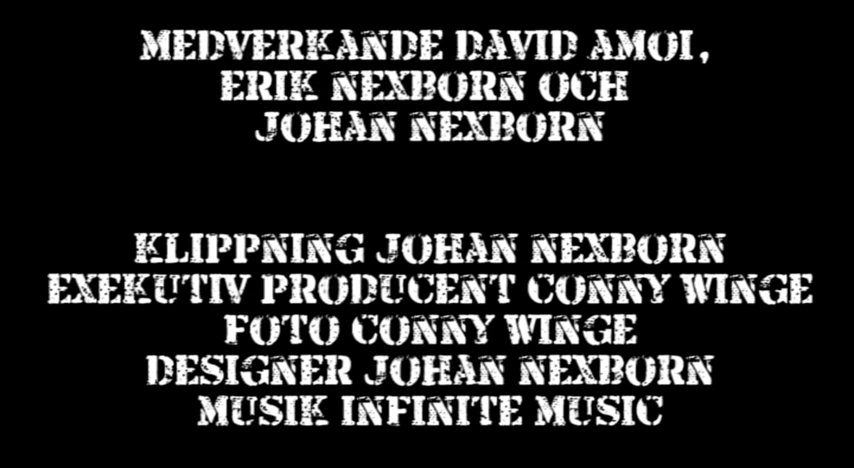 MEDVERKANDE DAVID AMOI,
ERIK NEXBORN OCH
JOHAN NEXBORN
KLIPPNING JOHAN NEXBORN
EXEKUTIV PRODUCENT CONNY WINGE
FOTO CONNY WINGE
DESIGNER JOHAN NEXBORN
MUSIK INFINITE MUSIC